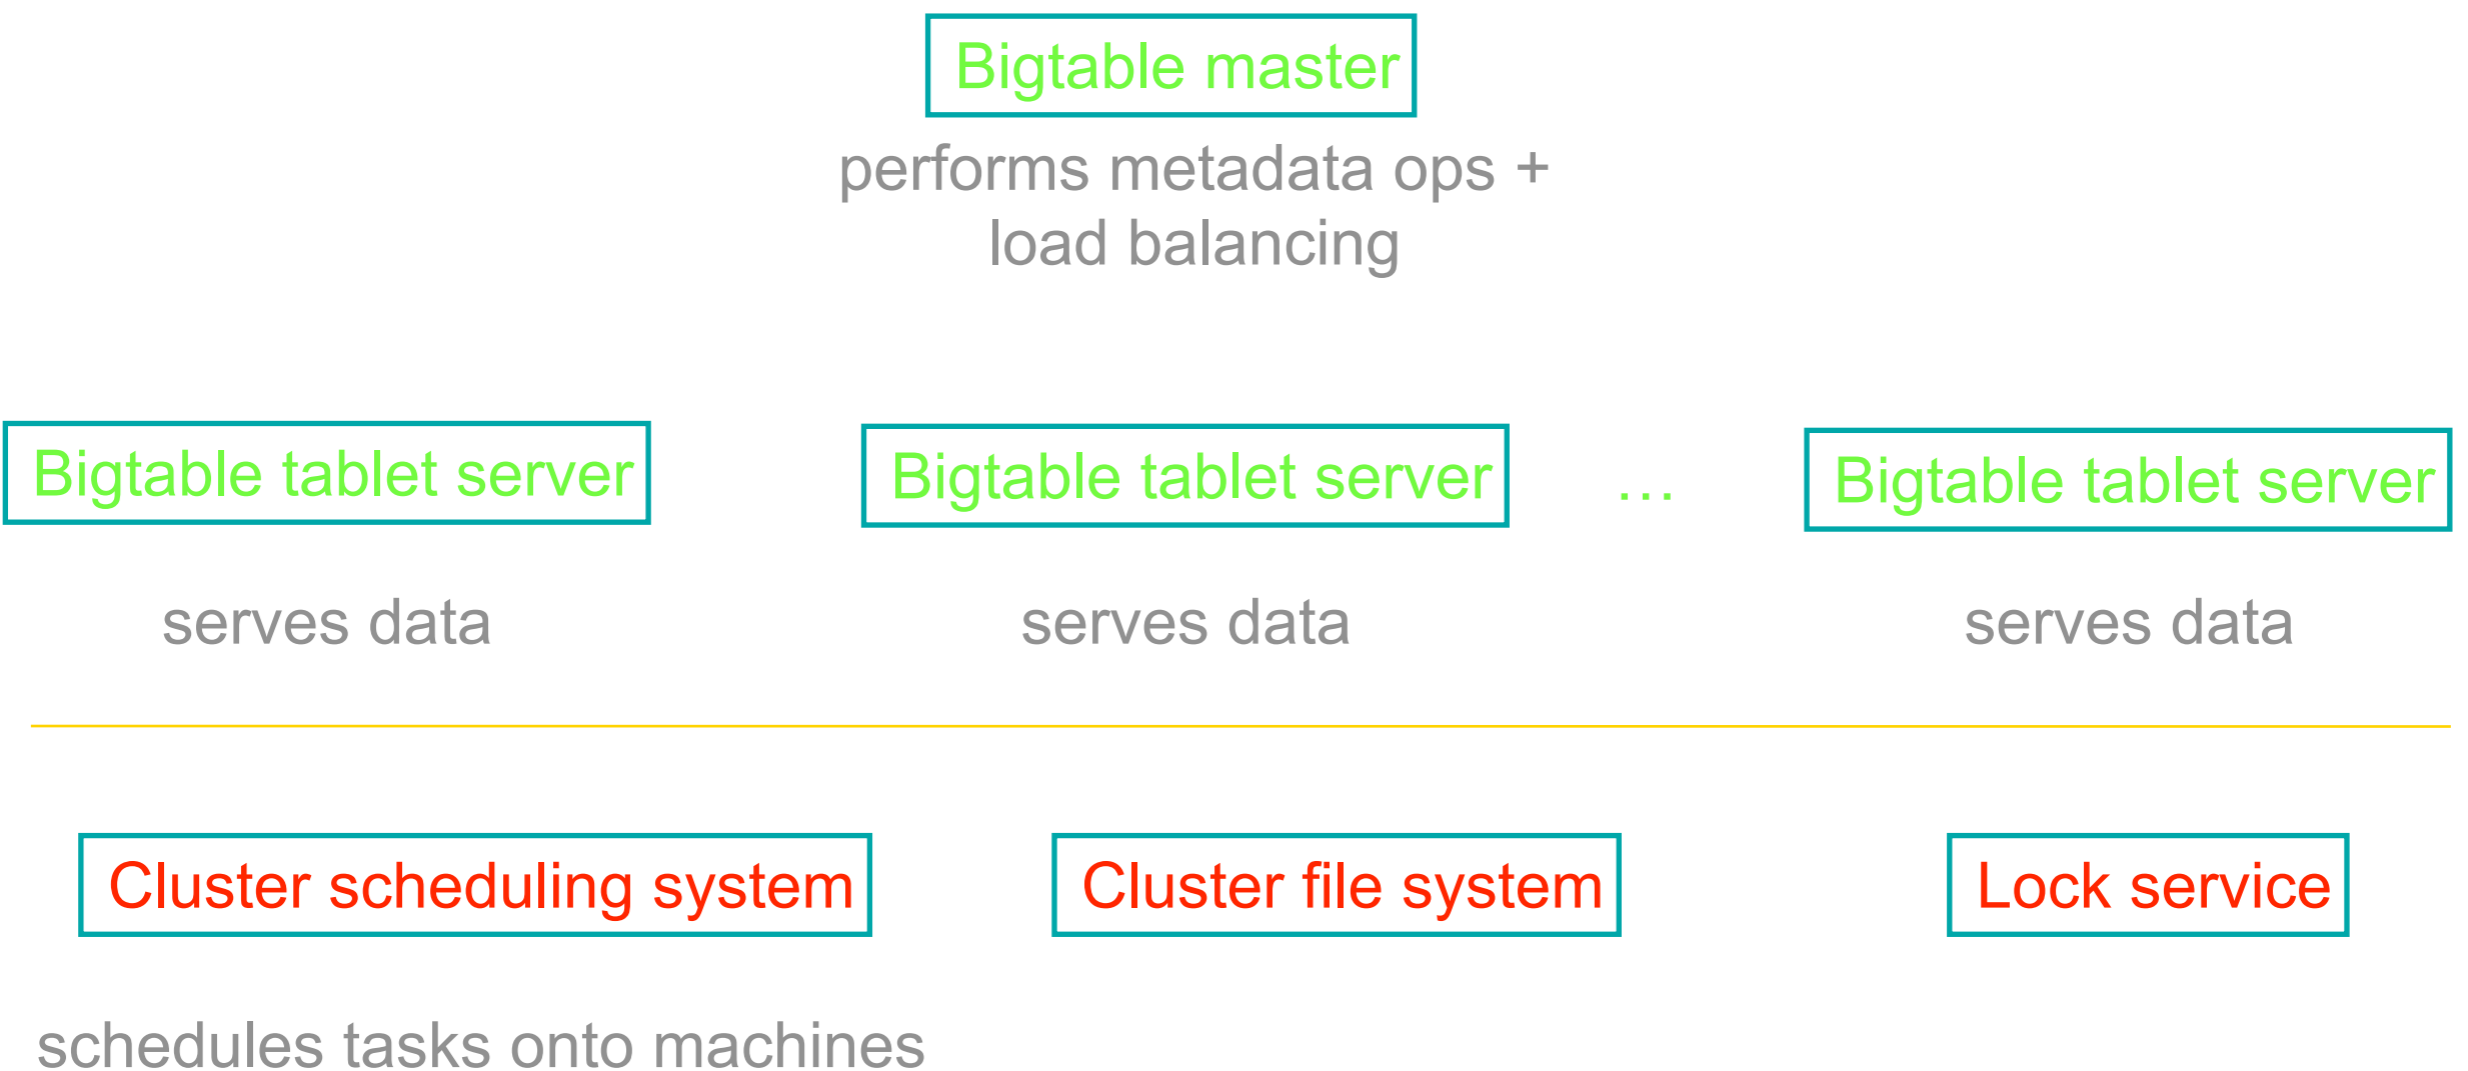 Bigtable master
performs metadata ops +
load balancing
Bigtable tablet server Bigtable tablet server … Bigtable tablet server
serves data serves data serves data
Cluster scheduling system Cluster file system Lock service
schedules tasks onto machines